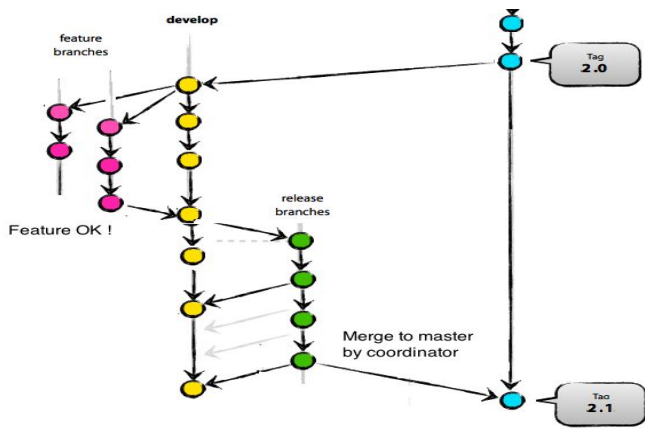 develop
feature
branches
Tag
2.0
release
branches
Feature OK !
Merge to master
by coordinator
Tag
2.1